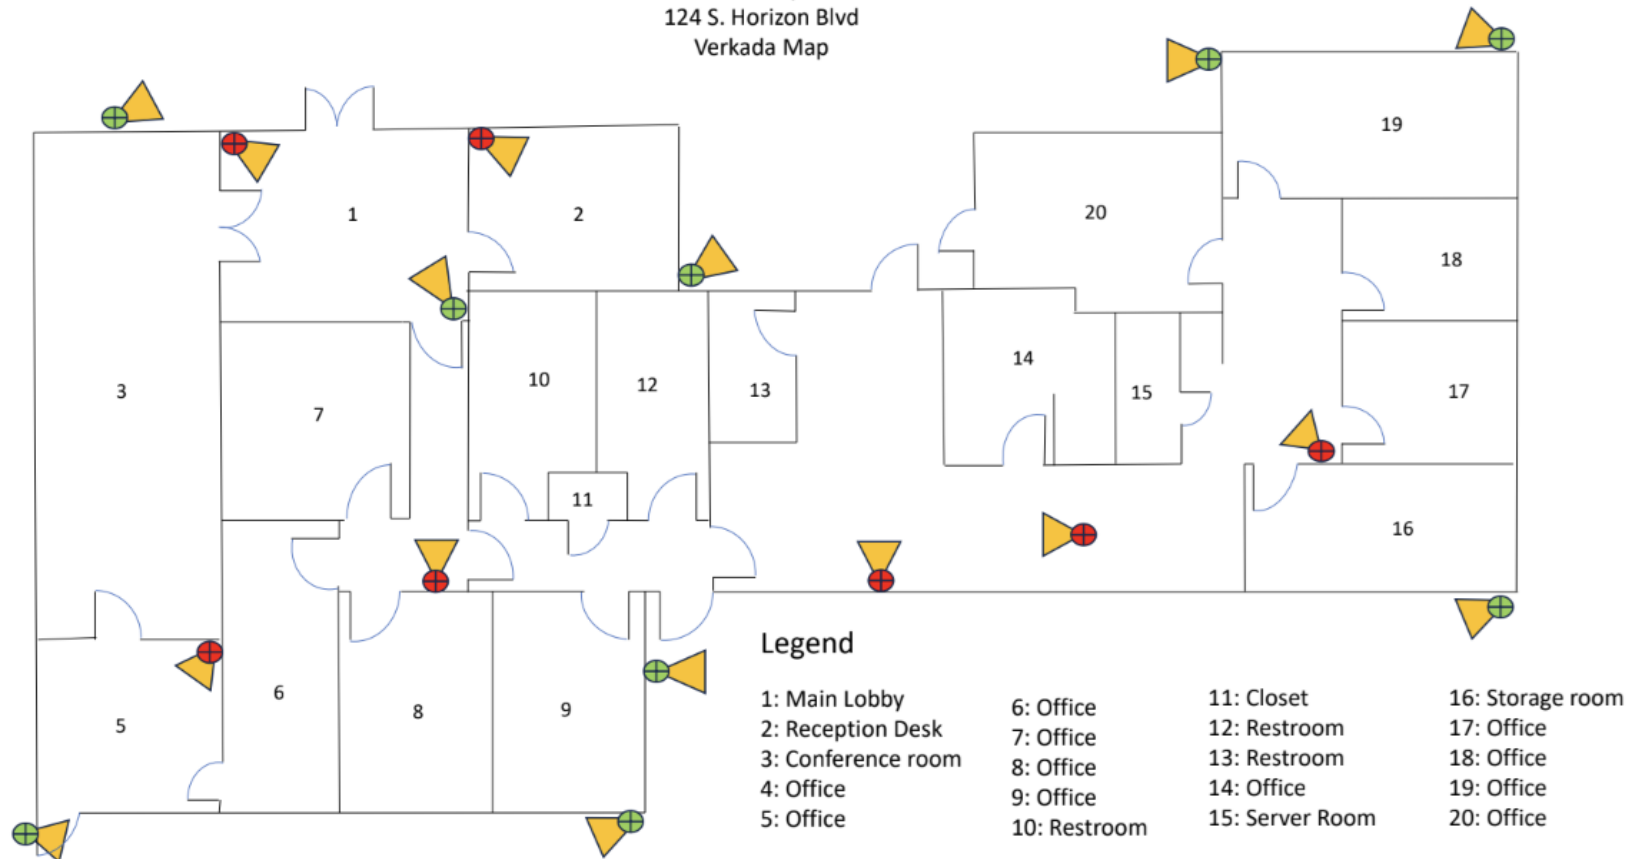 124 S. Horizon Blvd
Verkada Map
19
1
2
20
18
3
10
12
13
14
15
17
7
11
16
6
8
9
5
Legend
1: Main Lobby
2: Reception Desk
3: Conference room
4: Office
5: Office
6: Office
7: Office
8: Office
9: Office
10: Restroom
11: Closet
12: Restroom
13: Restroom
14: Office
15: Server Room
16: Storage room
17: Office
18: Office
19: Office
20: Office